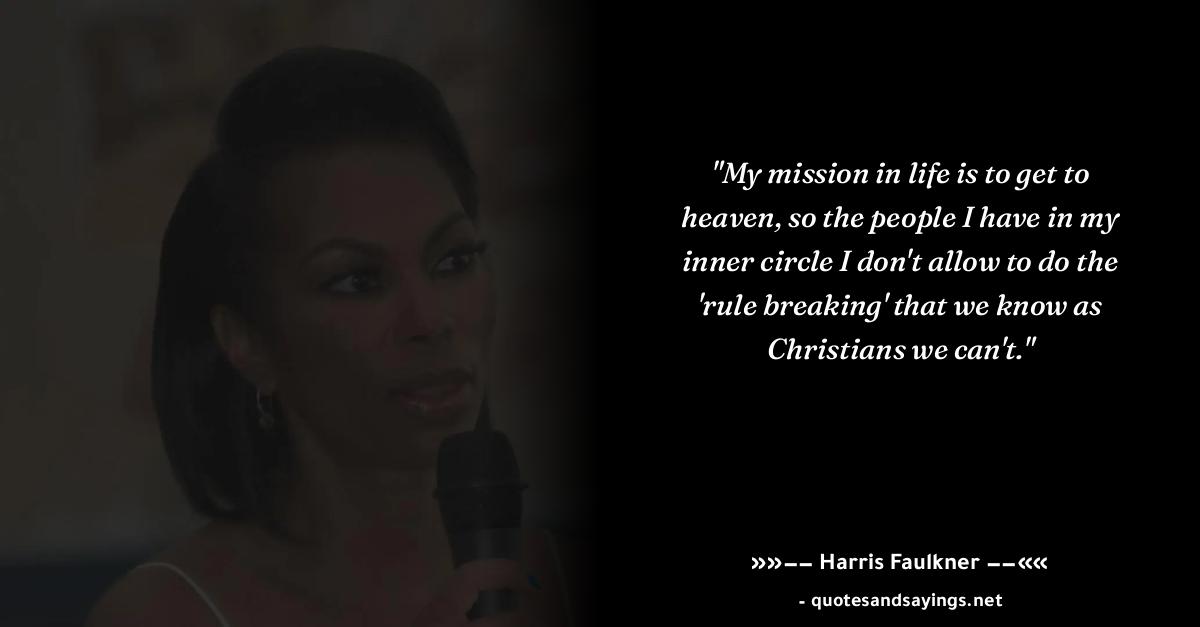 "My mission in life is to get to
heaven, so the people I have in my
inner circle I don't allow to do the
'rule breaking' that we know as
Christians we can't."
»»−− Harris Faulkner −−««
- quotesandsayings.net